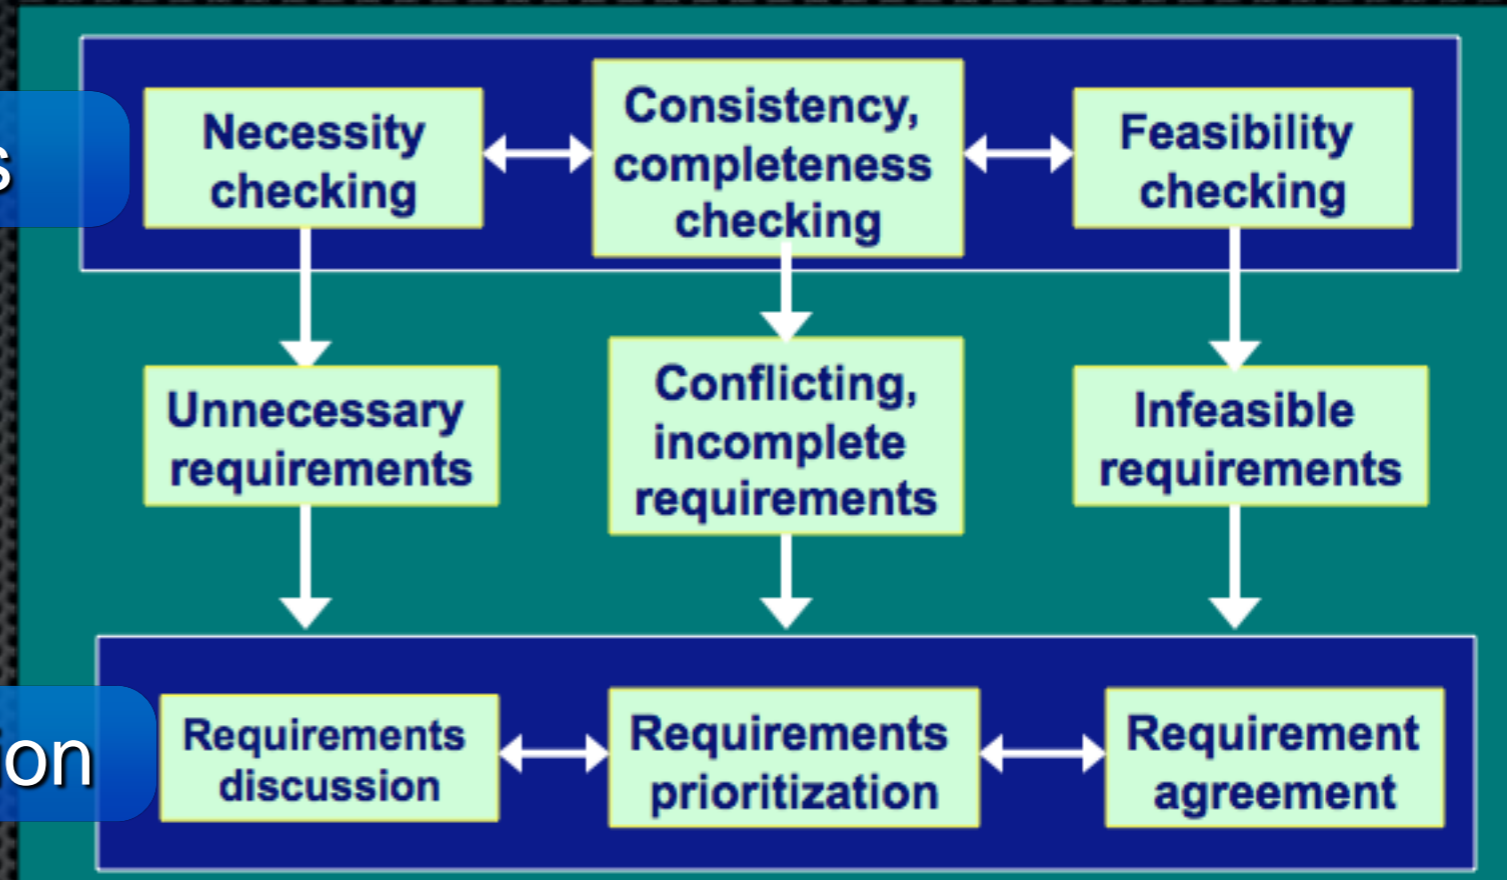 s
Necessity
checking
Consistency,
completeness
checking
Feasibility
checking
Unnecessary
requirements
Conflicting,
incomplete
requirements
Infeasible
requirements
ion
Requirements
discussion
Requirements
prioritization
Requirement
agreement